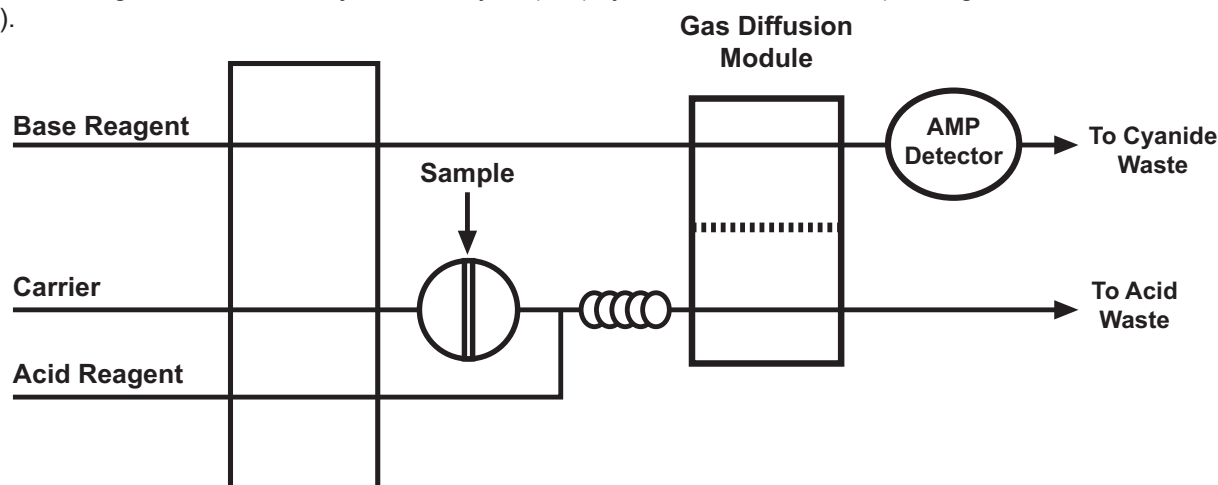 ).
Gas Diffusion
Module
Base Reagent
AMP
Detector
To Cyanide
Waste
Sample
Carrier
To Acid
Waste
Acid Reagent